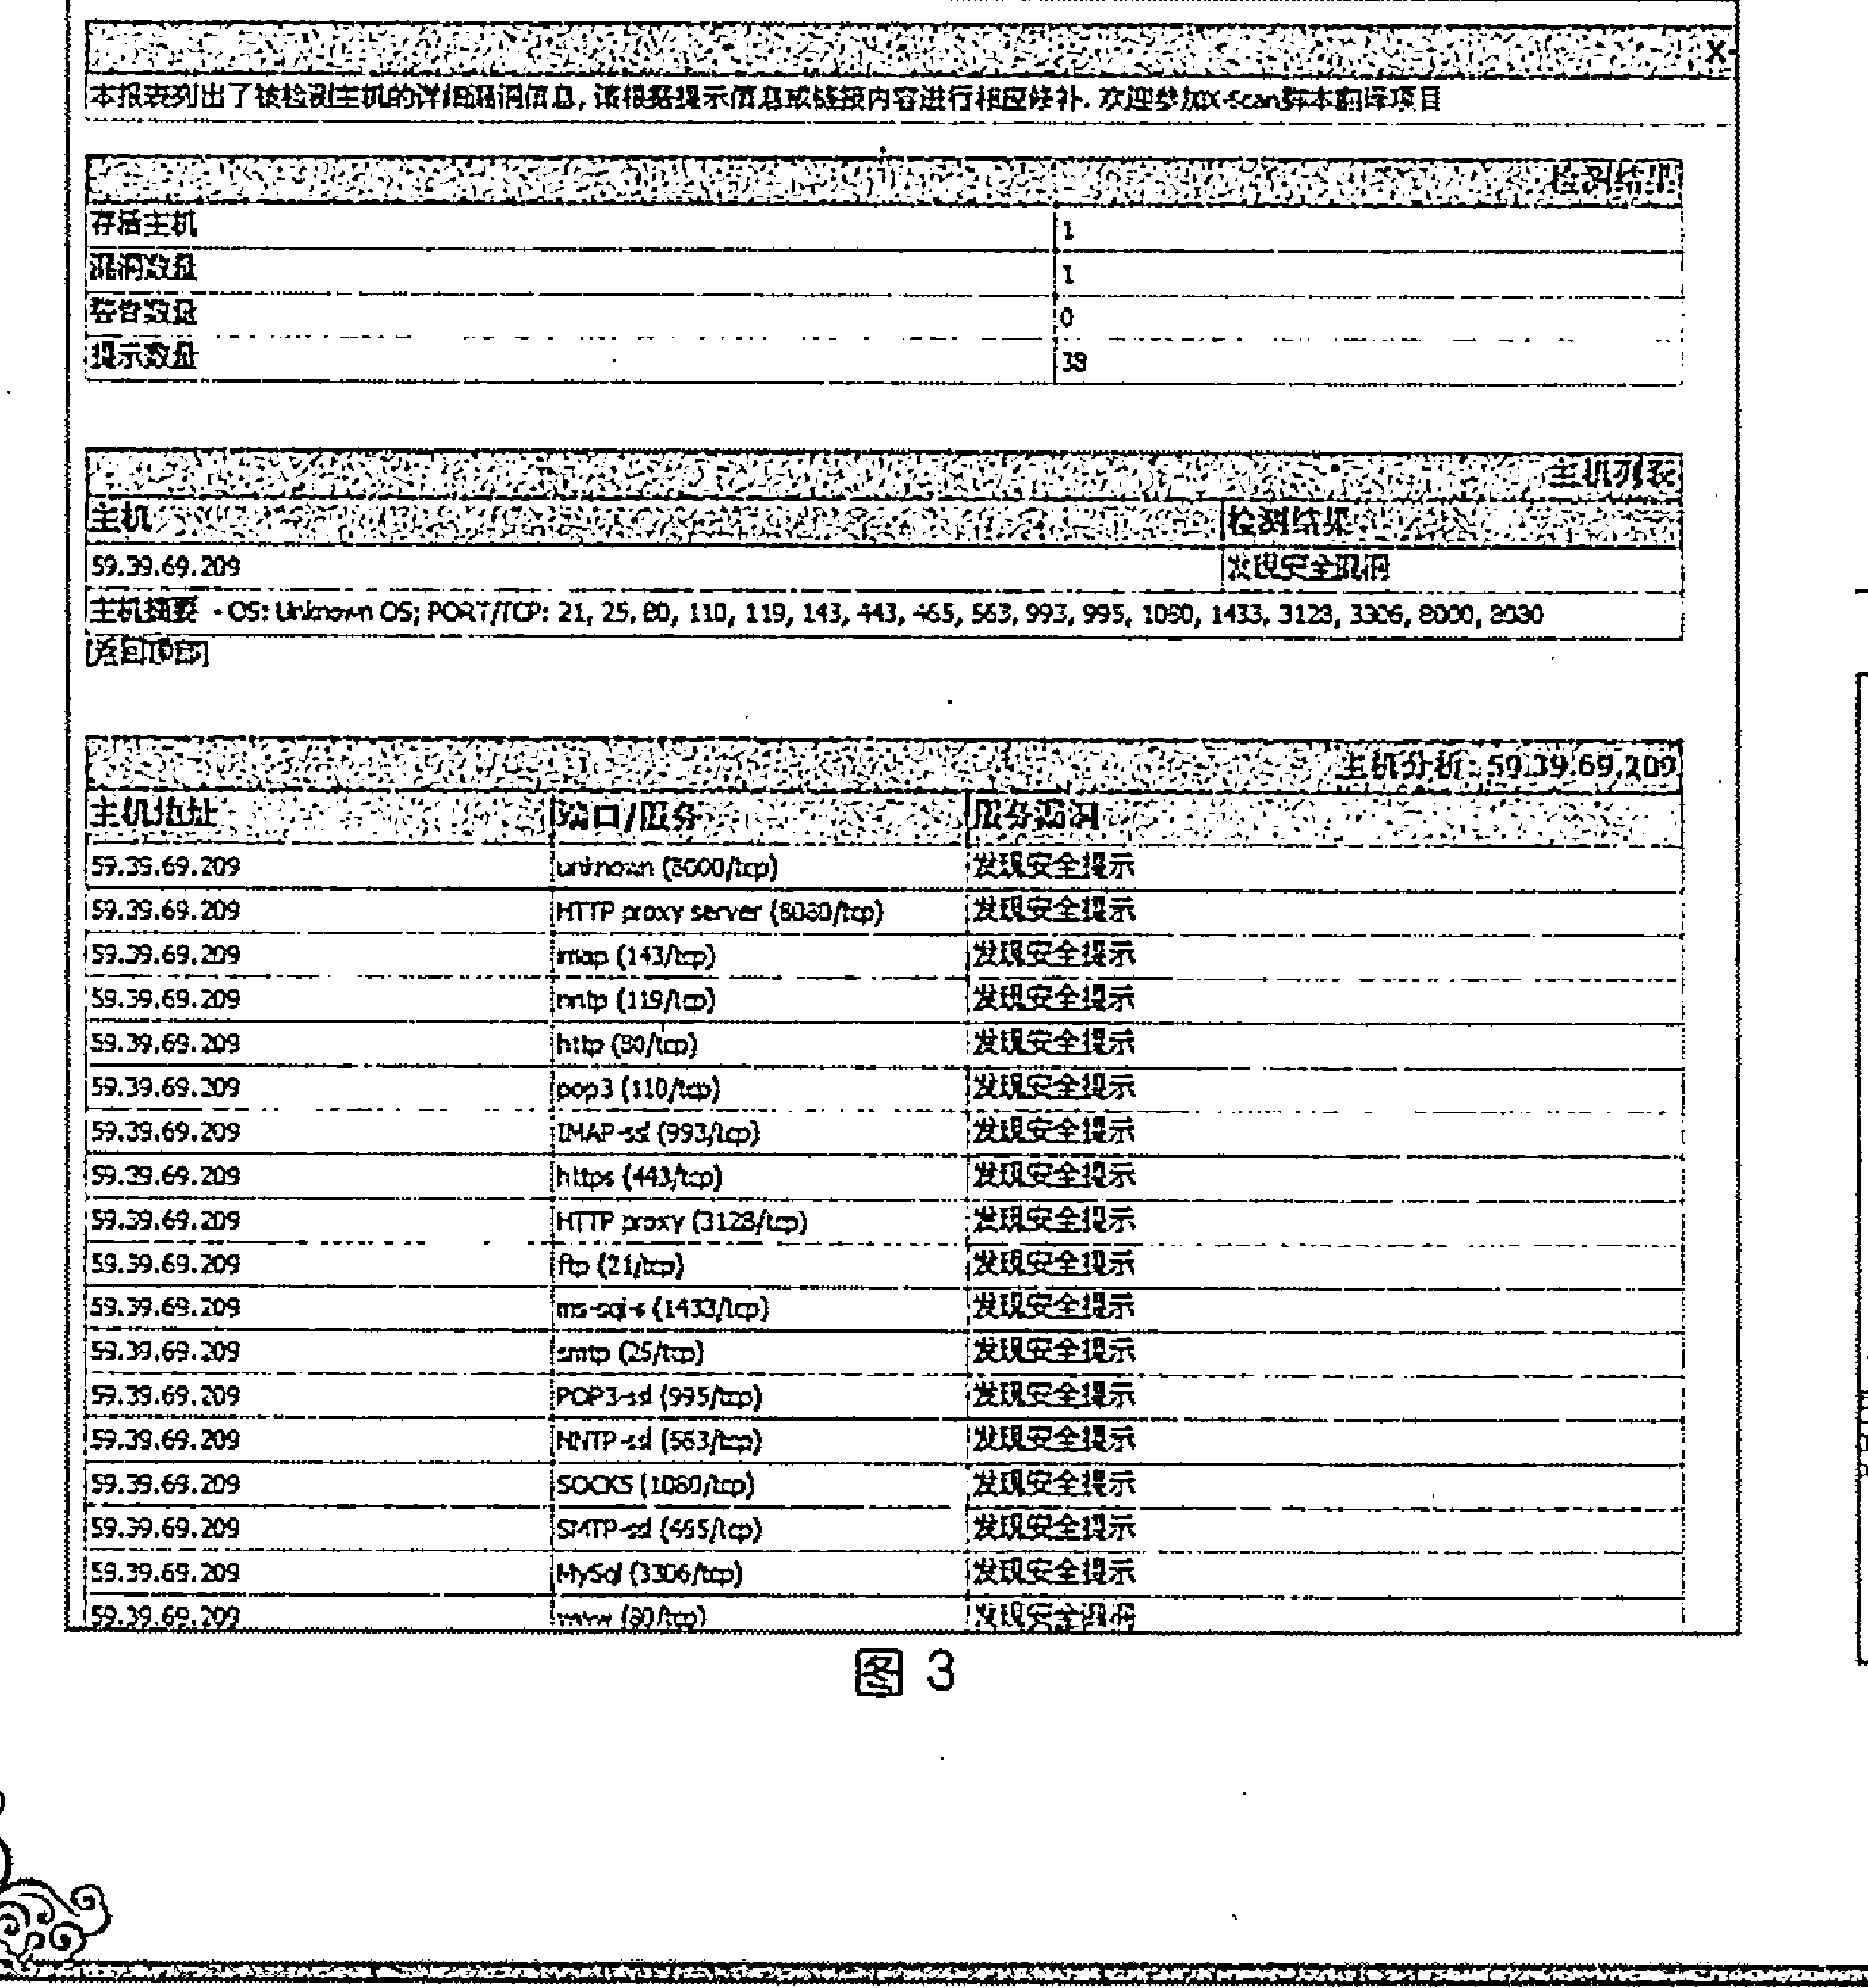 X-
本报表列出了被检测主机的详细漏洞信息, 请根据提示信息或链接内容进行相应修补. 欢迎参加X-Scan脚本翻译项目
检测结果
存活主机 1
漏洞数量 1
警告数量 0
提示数量 38
主机列表
主机 检测结果
59.39.69.209 发现安全漏洞
主机摘要 - OS: Unknown OS; PORT/TCP: 21, 25, 80, 110, 119, 143, 443, 465, 563, 993, 995, 1080, 1433, 3128, 3306, 8000, 8080
[返回顶部]
主机分析: 59.39.69.209
主机地址 端口/服务 服务漏洞
59.39.69.209 unknown (8000/tcp) 发现安全提示
59.39.69.209 HTTP proxy server (8080/tcp) 发现安全提示
59.39.69.209 imap (143/tcp) 发现安全提示
59.39.69.209 nntp (119/tcp) 发现安全提示
59.39.69.209 http (80/tcp) 发现安全提示
59.39.69.209 pop3 (110/tcp) 发现安全提示
59.39.69.209 IMAP-ssl (993/tcp) 发现安全提示
59.39.69.209 https (443/tcp) 发现安全提示
59.39.69.209 HTTP proxy (3128/tcp) 发现安全提示
59.39.69.209 ftp (21/tcp) 发现安全提示
59.39.69.209 ms-sql-s (1433/tcp) 发现安全提示
59.39.69.209 smtp (25/tcp) 发现安全提示
59.39.69.209 POP3-ssl (995/tcp) 发现安全提示
59.39.69.209 NNTP-ssl (563/tcp) 发现安全提示
59.39.69.209 SOCKS (1080/tcp) 发现安全提示
59.39.69.209 SMTP-ssl (465/tcp) 发现安全提示
59.39.69.209 MySql (3306/tcp) 发现安全提示
59.39.69.209 www (80/tcp) 发现安全漏洞
图 3